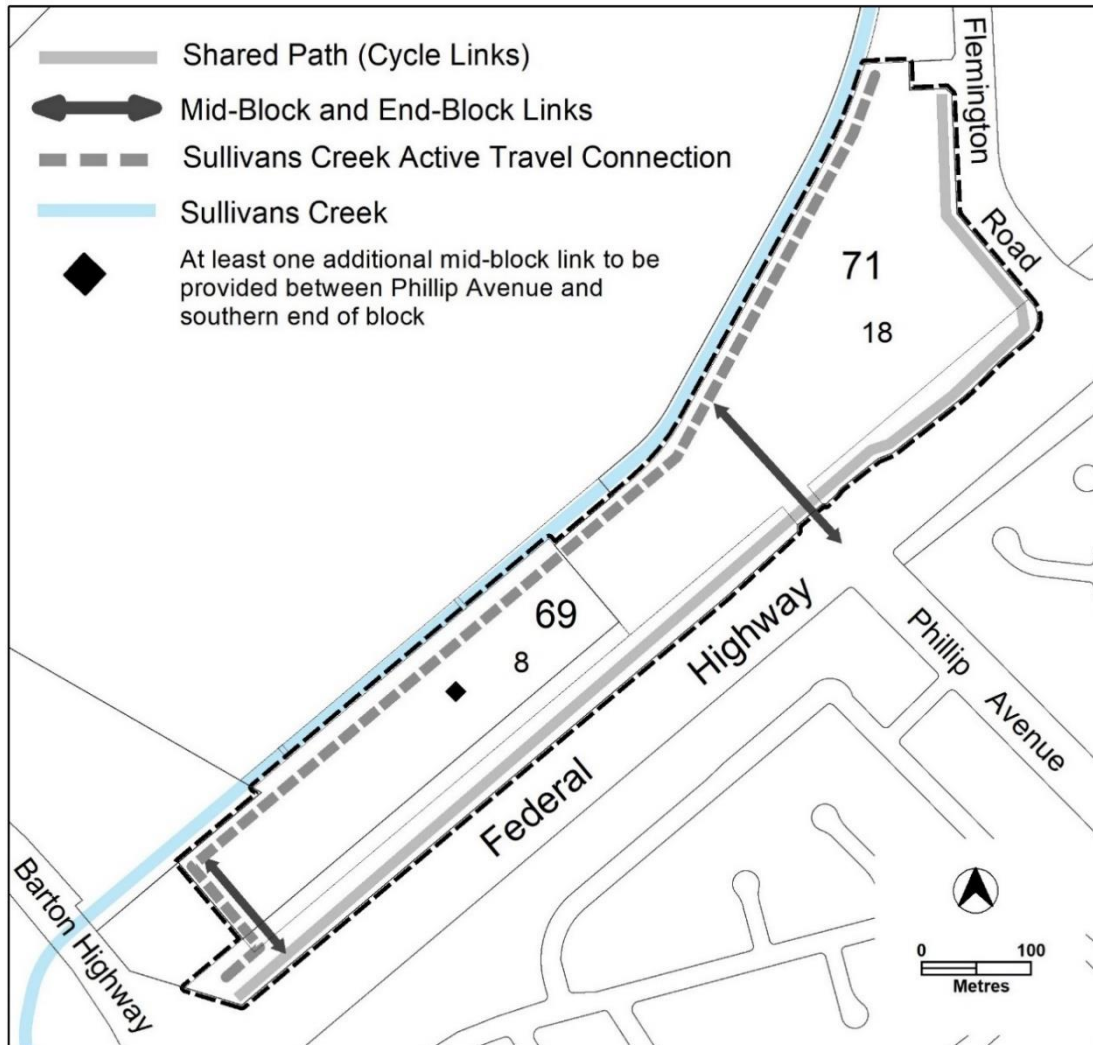 Shared Path (Cycle Links)
Mid-Block and End-Block Links
Sullivans Creek Active Travel Connection
Sullivans Creek
At least one additional mid-block link to be
provided between Phillip Avenue and
southern end of block
Flemington
Road
71
18
69
8
Highway
Federal
Phillip
Avenue
Barton Highway
0 100
Metres